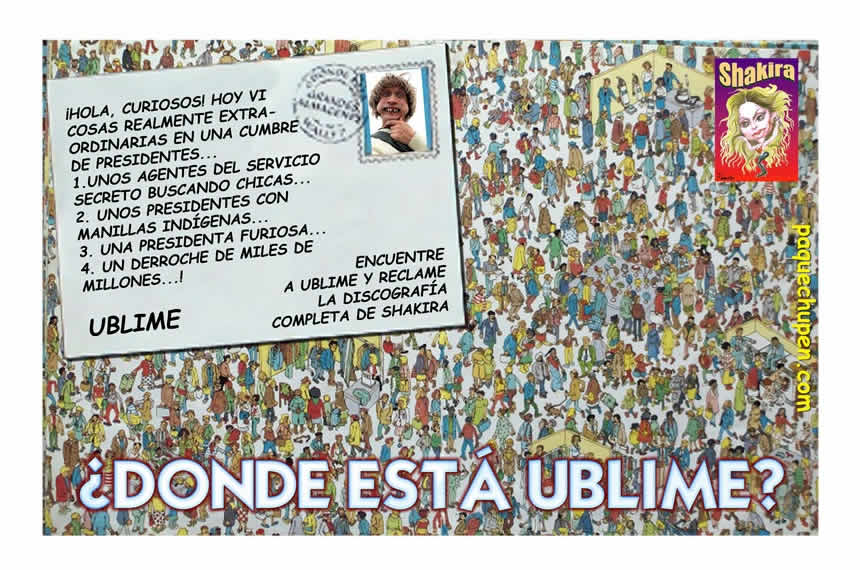 ¡HOLA, CURIOSOS! HOY VI
COSAS REALMENTE EXTRA-
ORDINARIAS EN UNA CUMBRE
DE PRESIDENTES...
1.UNOS AGENTES DEL SERVICIO
SECRETO BUSCANDO CHICAS...
2. UNOS PRESIDENTES CON
MANILLAS INDÍGENAS...
3. UNA PRESIDENTA FURIOSA...
4. UN DERROCHE DE MILES DE
MILLONES...!
UBLIME
ENCUENTRE
A UBLIME Y RECLAME
LA DISCOGRAFÍA
COMPLETA DE SHAKIRA
Shakira
paquechupen.com
¿DONDE ESTÁ UBLIME?